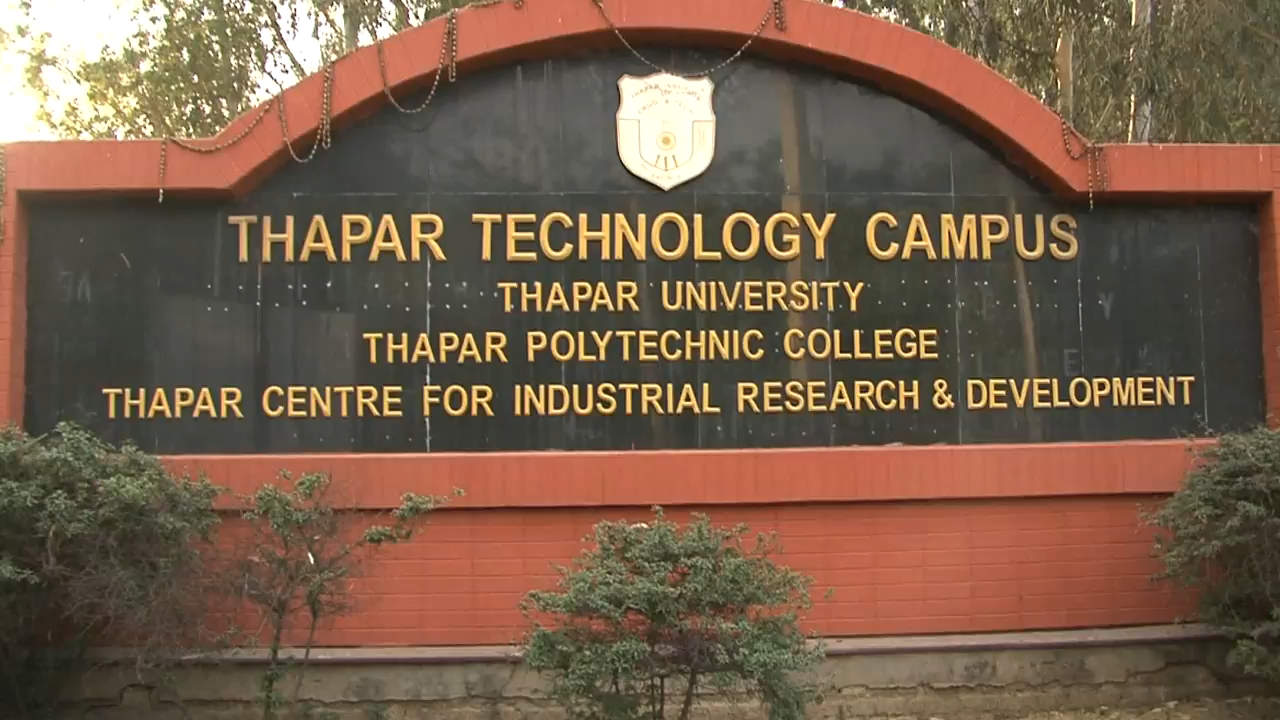 THAPAR TECHNOLOGY CAMPUS
THAPAR UNIVERSITY
THAPAR POLYTECHNIC COLLEGE
THAPAR CENTRE FOR INDUSTRIAL RESEARCH & DEVELOPMENT